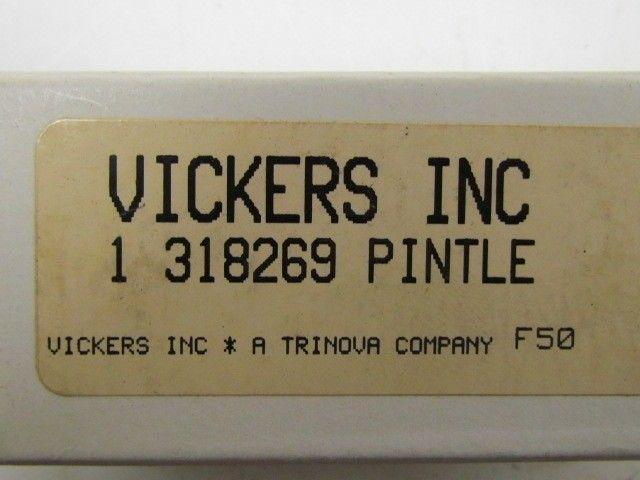 VICKERS INC
1 318269 PINTLE
VICKERS INC * A TRINOVA COMPANY F50